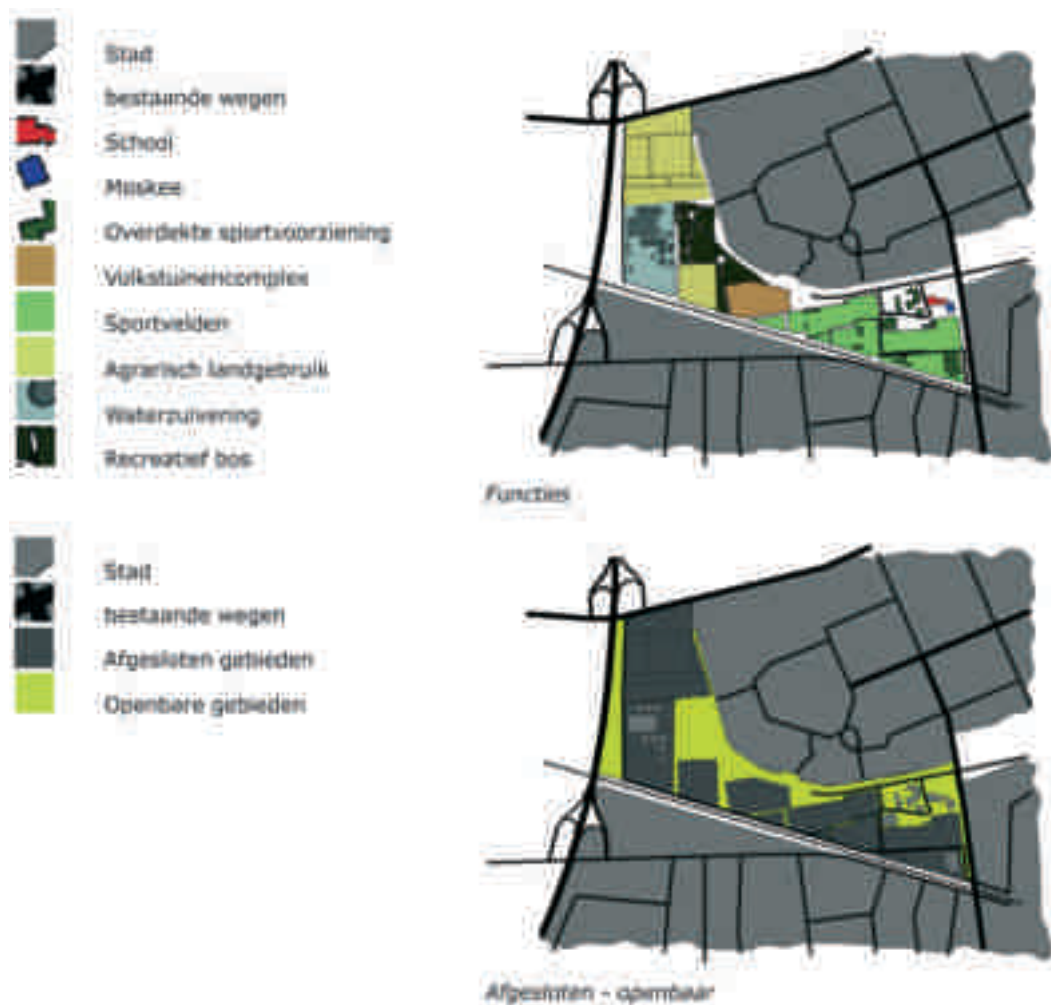 Stad
bestaande wegen
School
Moskee
Overdekte sportvoorziening
Volkstuinencomplex
Sportvelden
Agrarisch landgebruik
Waterzuivering
Recreatief bos
Functies
Stad
bestaande wegen
Afgesloten gebieden
Openbare gebieden
Afgesloten - openbaar